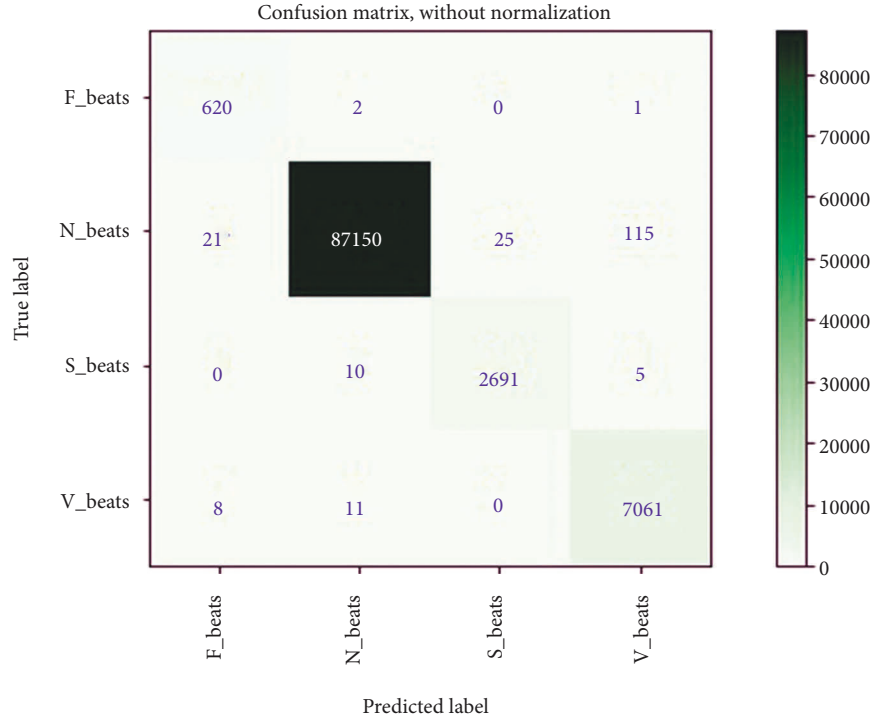 Confusion matrix, without normalization
True label
F_beats 620 2 0 1
N_beats 21 87150 25 115
S_beats 0 10 2691 5
V_beats 8 11 0 7061
F_beats N_beats S_beats V_beats
Predicted label
80000
70000
60000
50000
40000
30000
20000
10000
0